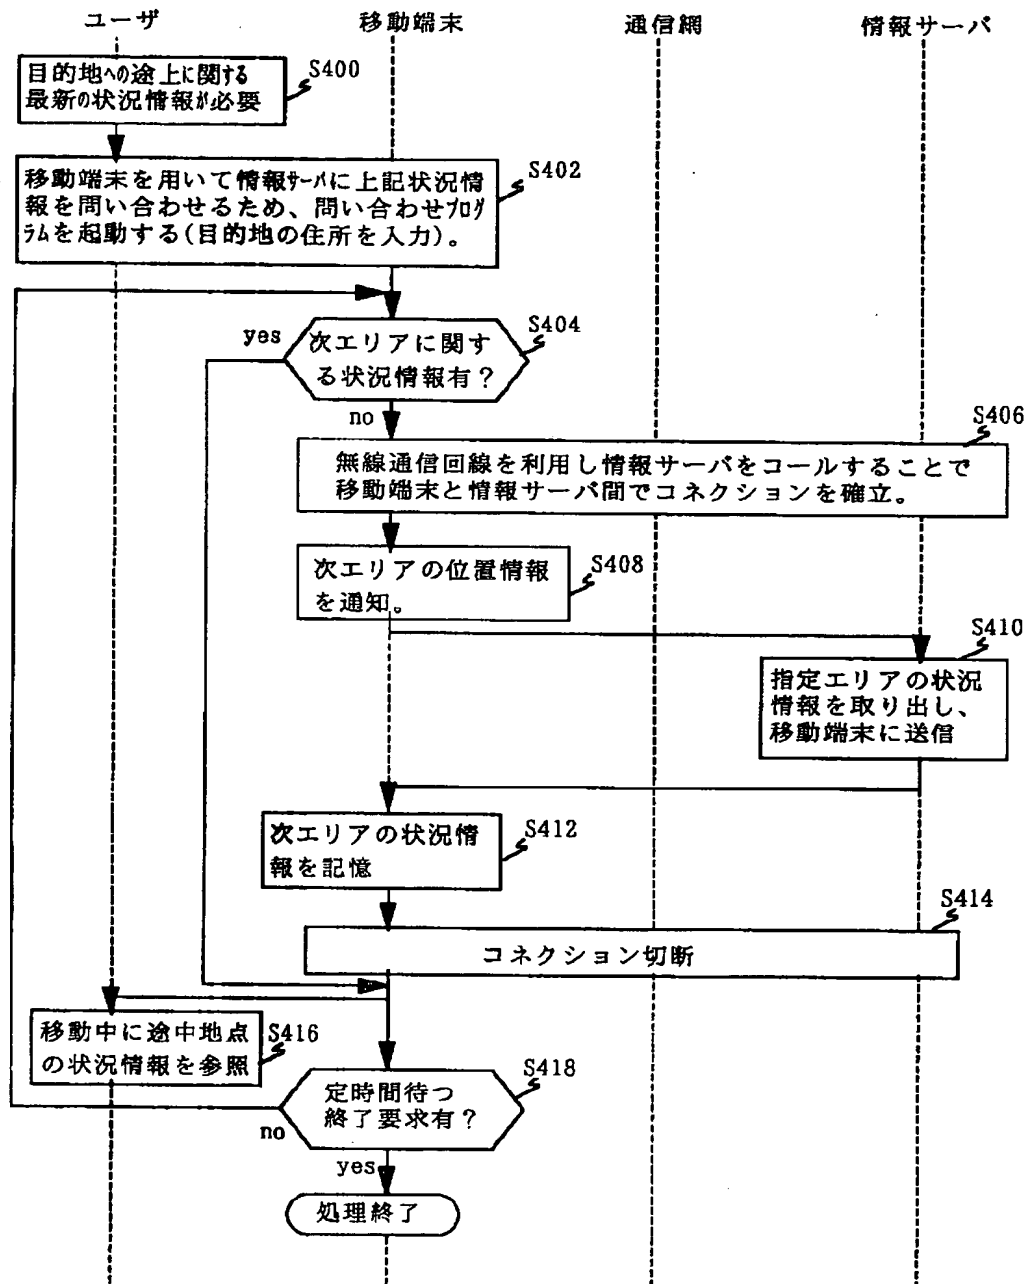 ユーザ
移動端末
通信網
情報サーバ
目的地への途上に関する
最新の状況情報が必要
S400
移動端末を用いて情報サーバに上記状況情
報を問い合わせるため、問い合わせプログ
ラムを起動する(目的地の住所を入力)。
S402
yes
次エリアに関す
る状況情報有?
S404
no
S406
無線通信回線を利用し情報サーバをコールすることで
移動端末と情報サーバ間でコネクションを確立。
次エリアの位置情報
を通知。
S408
S410
指定エリアの状況
情報を取り出し、
移動端末に送信
次エリアの状況情
報を記憶
S412
S414
コネクション切断
移動中に途中地点
の状況情報を参照
S416
定時間待つ
終了要求有?
S418
no
yes
処理終了